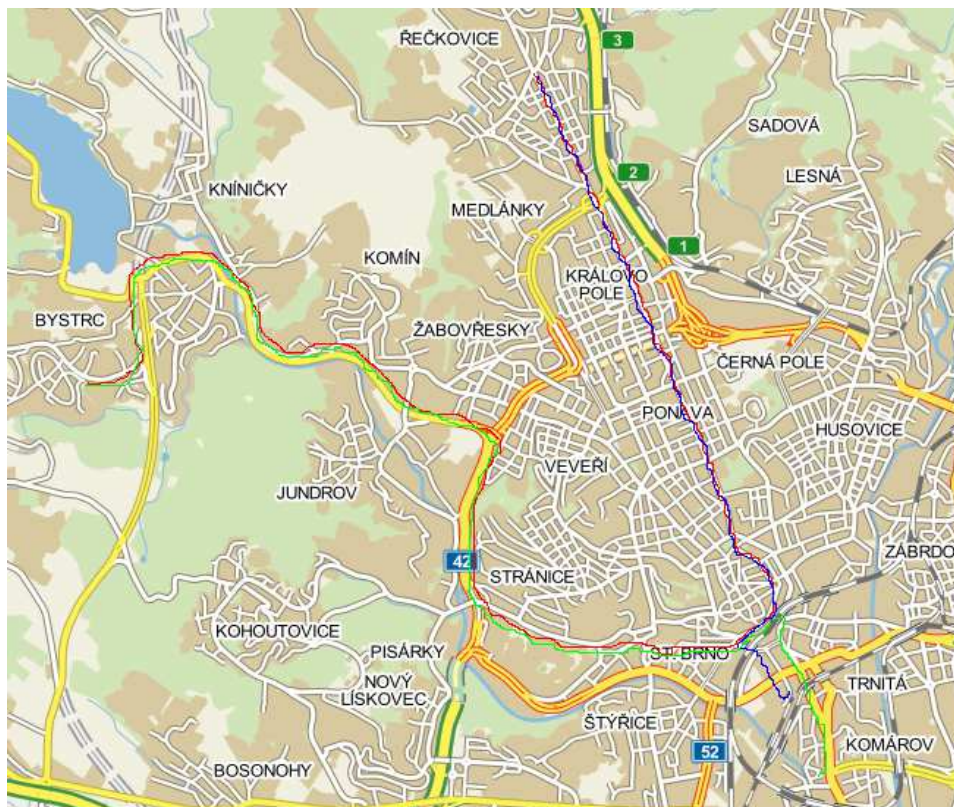 ŘEČKOVICE
3
SADOVÁ
2
LESNÁ
KNÍNIČKY
MEDLÁNKY
1
KOMÍN
KRÁLOVO
POLE
BYSTRC
ŽABOVŘESKY
ČERNÁ POLE
PONAVA
HUSOVICE
VEVEŘÍ
JUNDROV
ZÁBRDO
42
STRÁNICE
KOHOUTOVICE
PISÁRKY
ST. BRNO
NOVÝ
LÍSKOVEC
TRNITÁ
ŠTÝŘICE
KOMÁROV
52
BOSONOHY